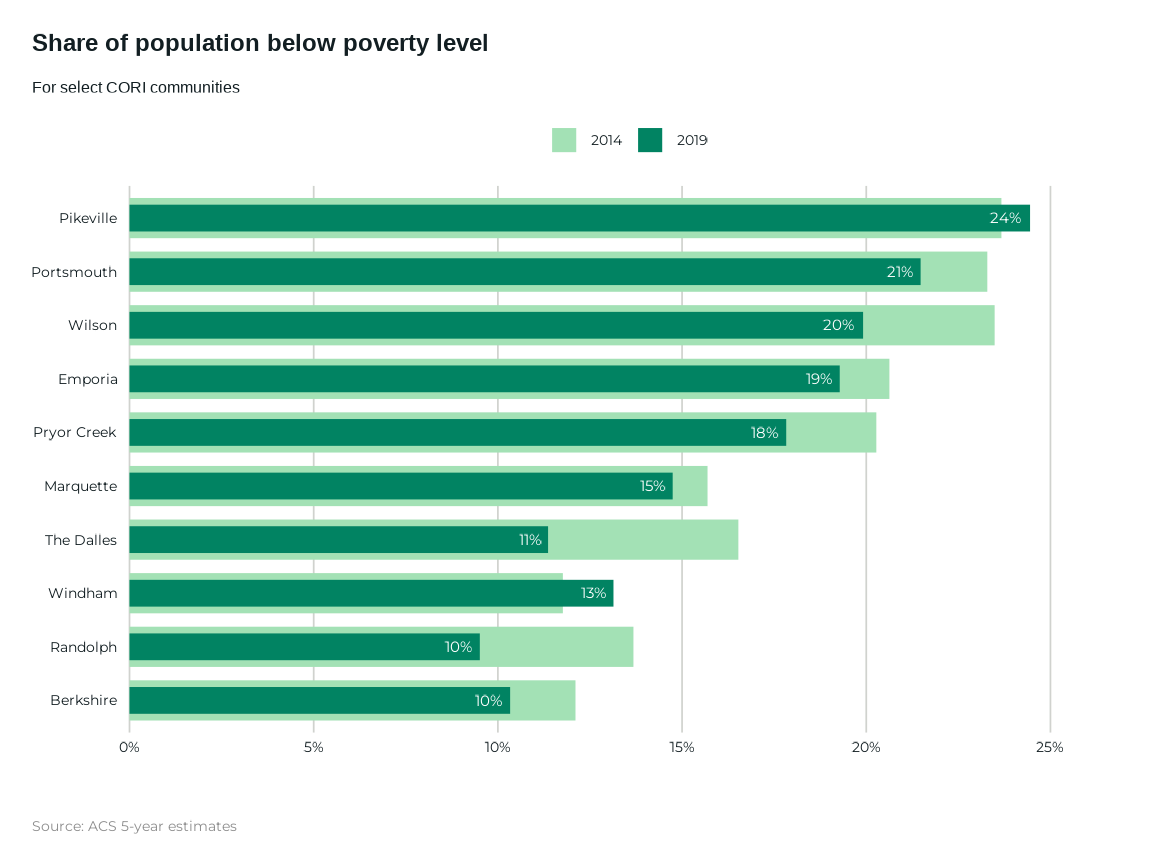 Share of population below poverty level
For select CORI communities
2014 2019
Pikeville 24%
Portsmouth 21%
Wilson 20%
Emporia 19%
Pryor Creek 18%
Marquette 15%
The Dalles 11%
Windham 13%
Randolph 10%
Berkshire 10%
0% 5% 10% 15% 20% 25%
Source: ACS 5-year estimates